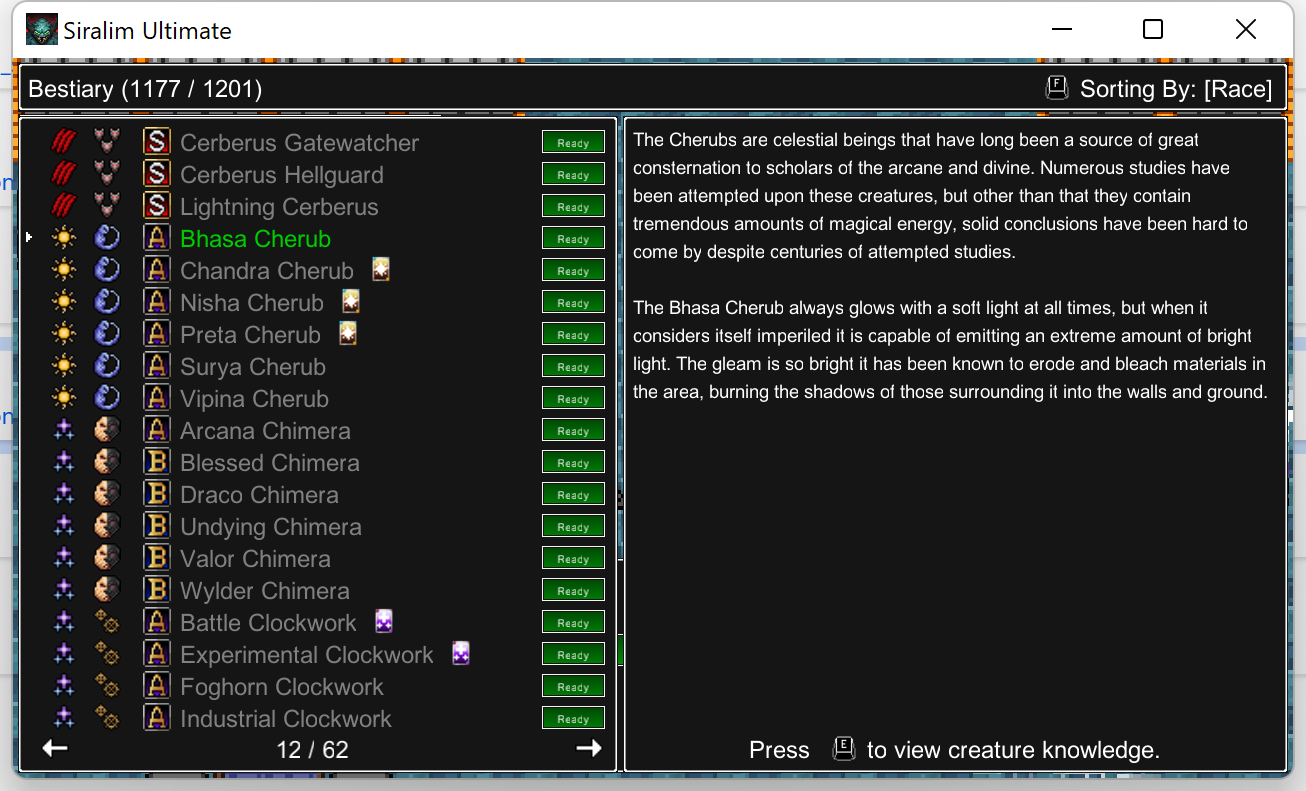 Siralim Ultimate
Bestiary (1177 / 1201)
F Sorting By: [Race]
S Cerberus Gatewatcher Ready
S Cerberus Hellguard Ready
S Lightning Cerberus Ready
A Bhasa Cherub Ready
A Chandra Cherub Ready
A Nisha Cherub Ready
A Preta Cherub Ready
A Surya Cherub Ready
A Vipina Cherub Ready
A Arcana Chimera Ready
B Blessed Chimera Ready
B Draco Chimera Ready
B Undying Chimera Ready
B Valor Chimera Ready
B Wylder Chimera Ready
A Battle Clockwork Ready
A Experimental Clockwork Ready
A Foghorn Clockwork Ready
A Industrial Clockwork Ready
12 / 62
The Cherubs are celestial beings that have long been a source of great
consternation to scholars of the arcane and divine. Numerous studies have
been attempted upon these creatures, but other than that they contain
tremendous amounts of magical energy, solid conclusions have been hard to
come by despite centuries of attempted studies.
The Bhasa Cherub always glows with a soft light at all times, but when it
considers itself imperiled it is capable of emitting an extreme amount of bright
light. The gleam is so bright it has been known to erode and bleach materials in
the area, burning the shadows of those surrounding it into the walls and ground.
Press E to view creature knowledge.